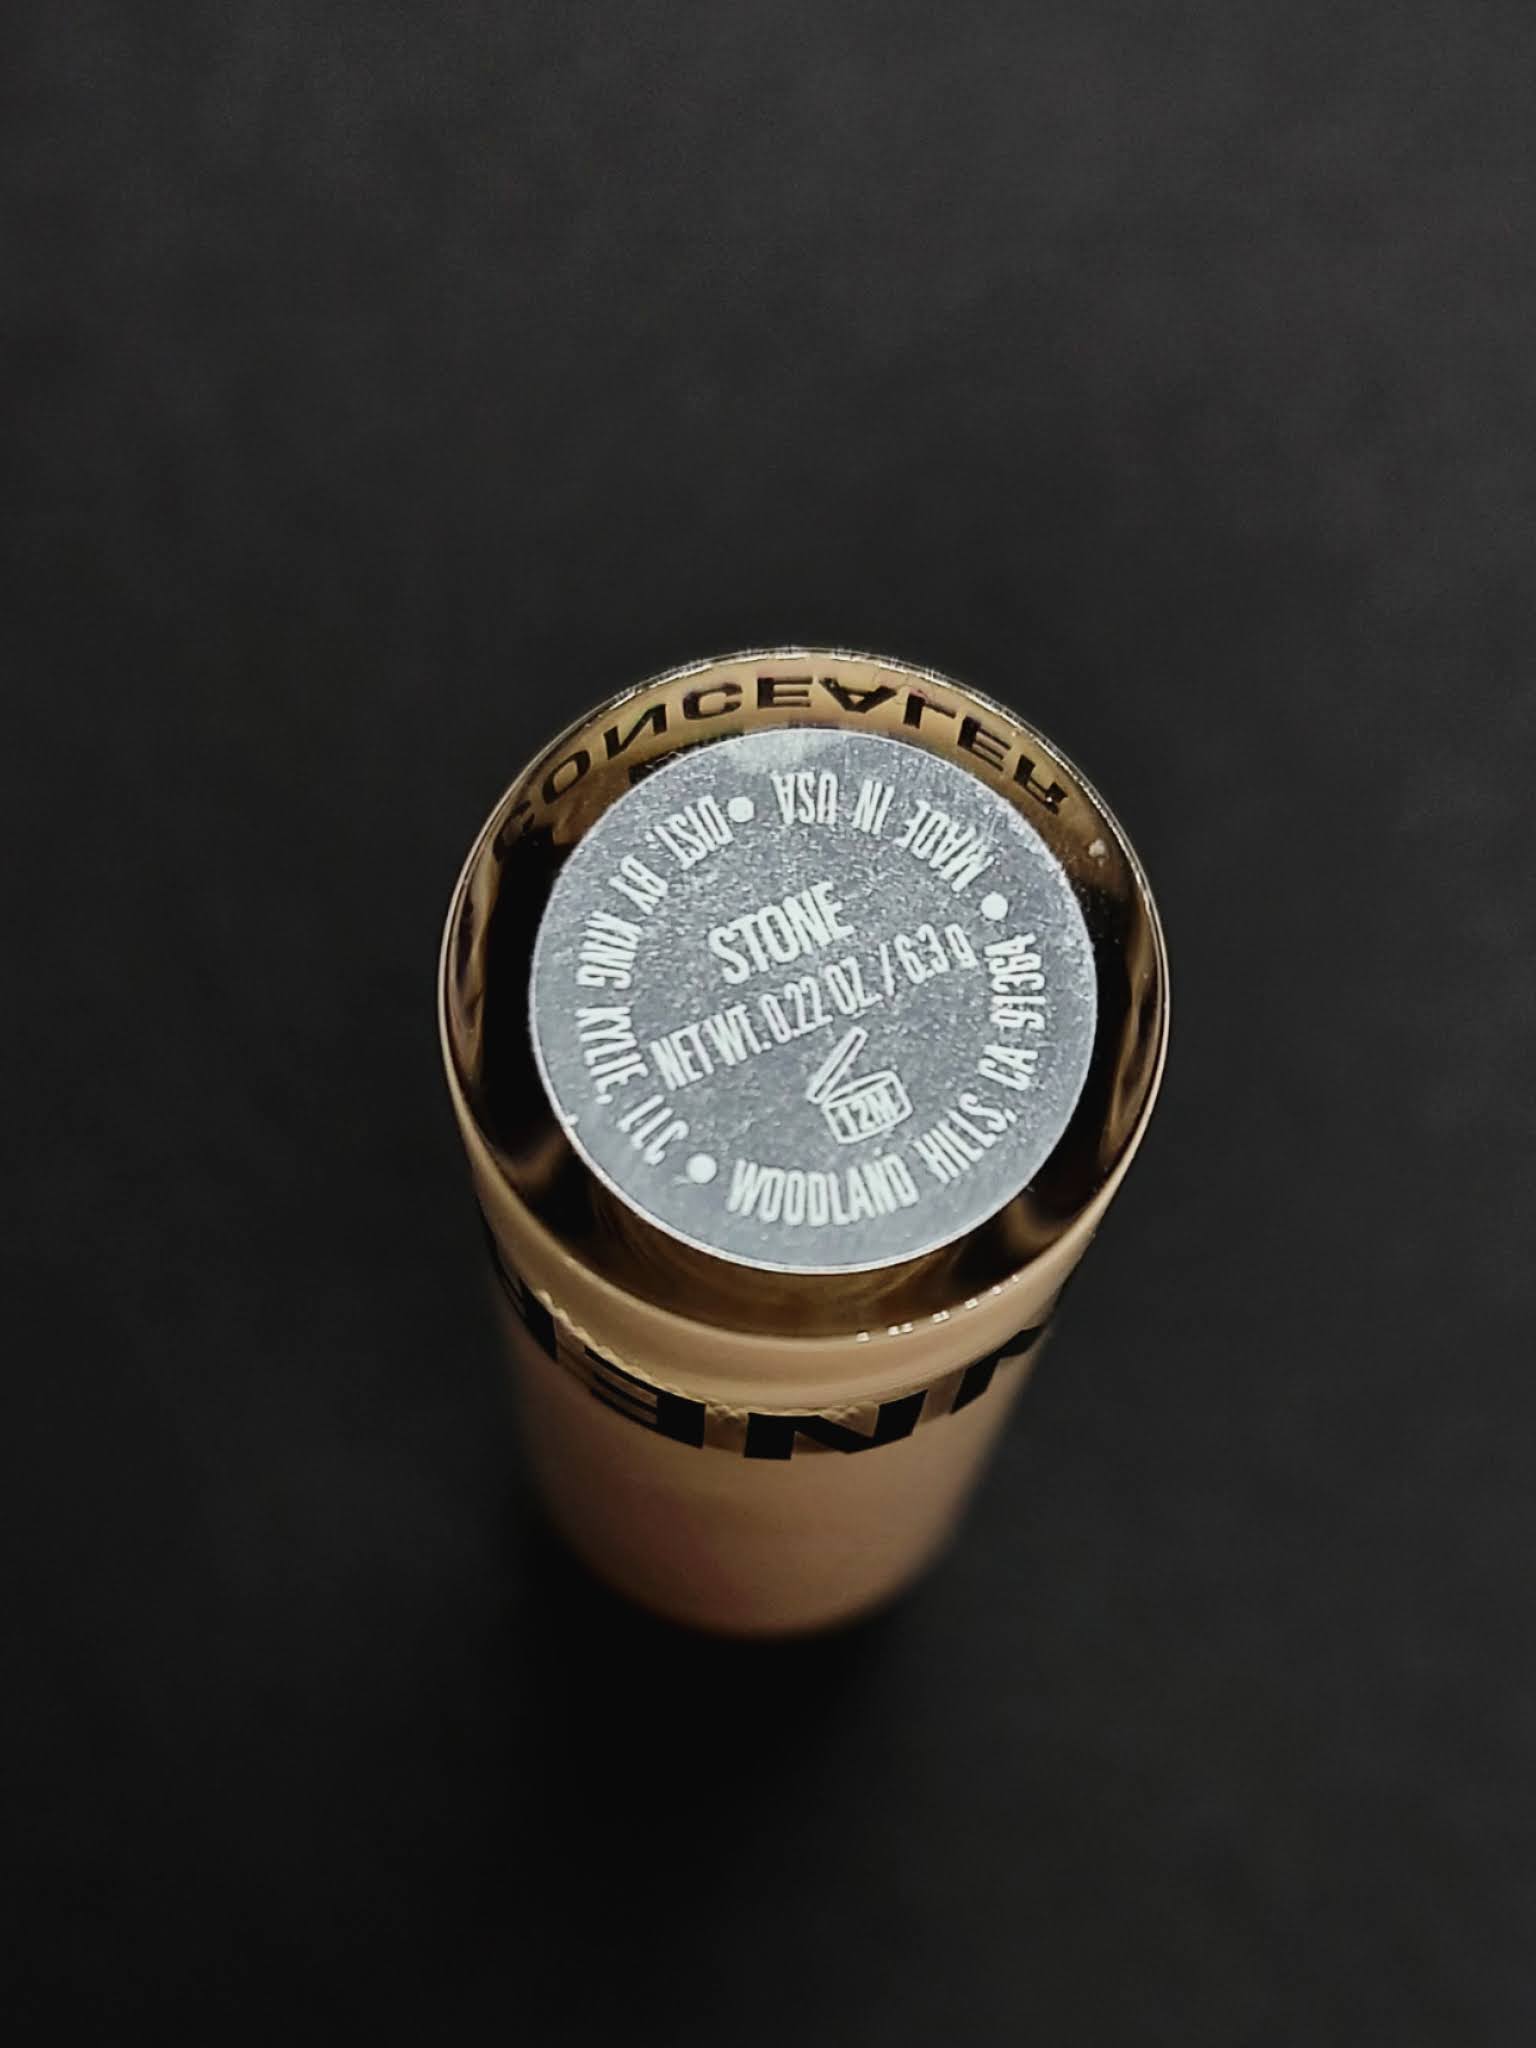 CONCEALER
STONE
NET WT. 0.22 OZ. / 6.3 g
12M
DIST. BY KING KYLIE, LLC • WOODLAND HILLS, CA 91364 • MADE IN USA •